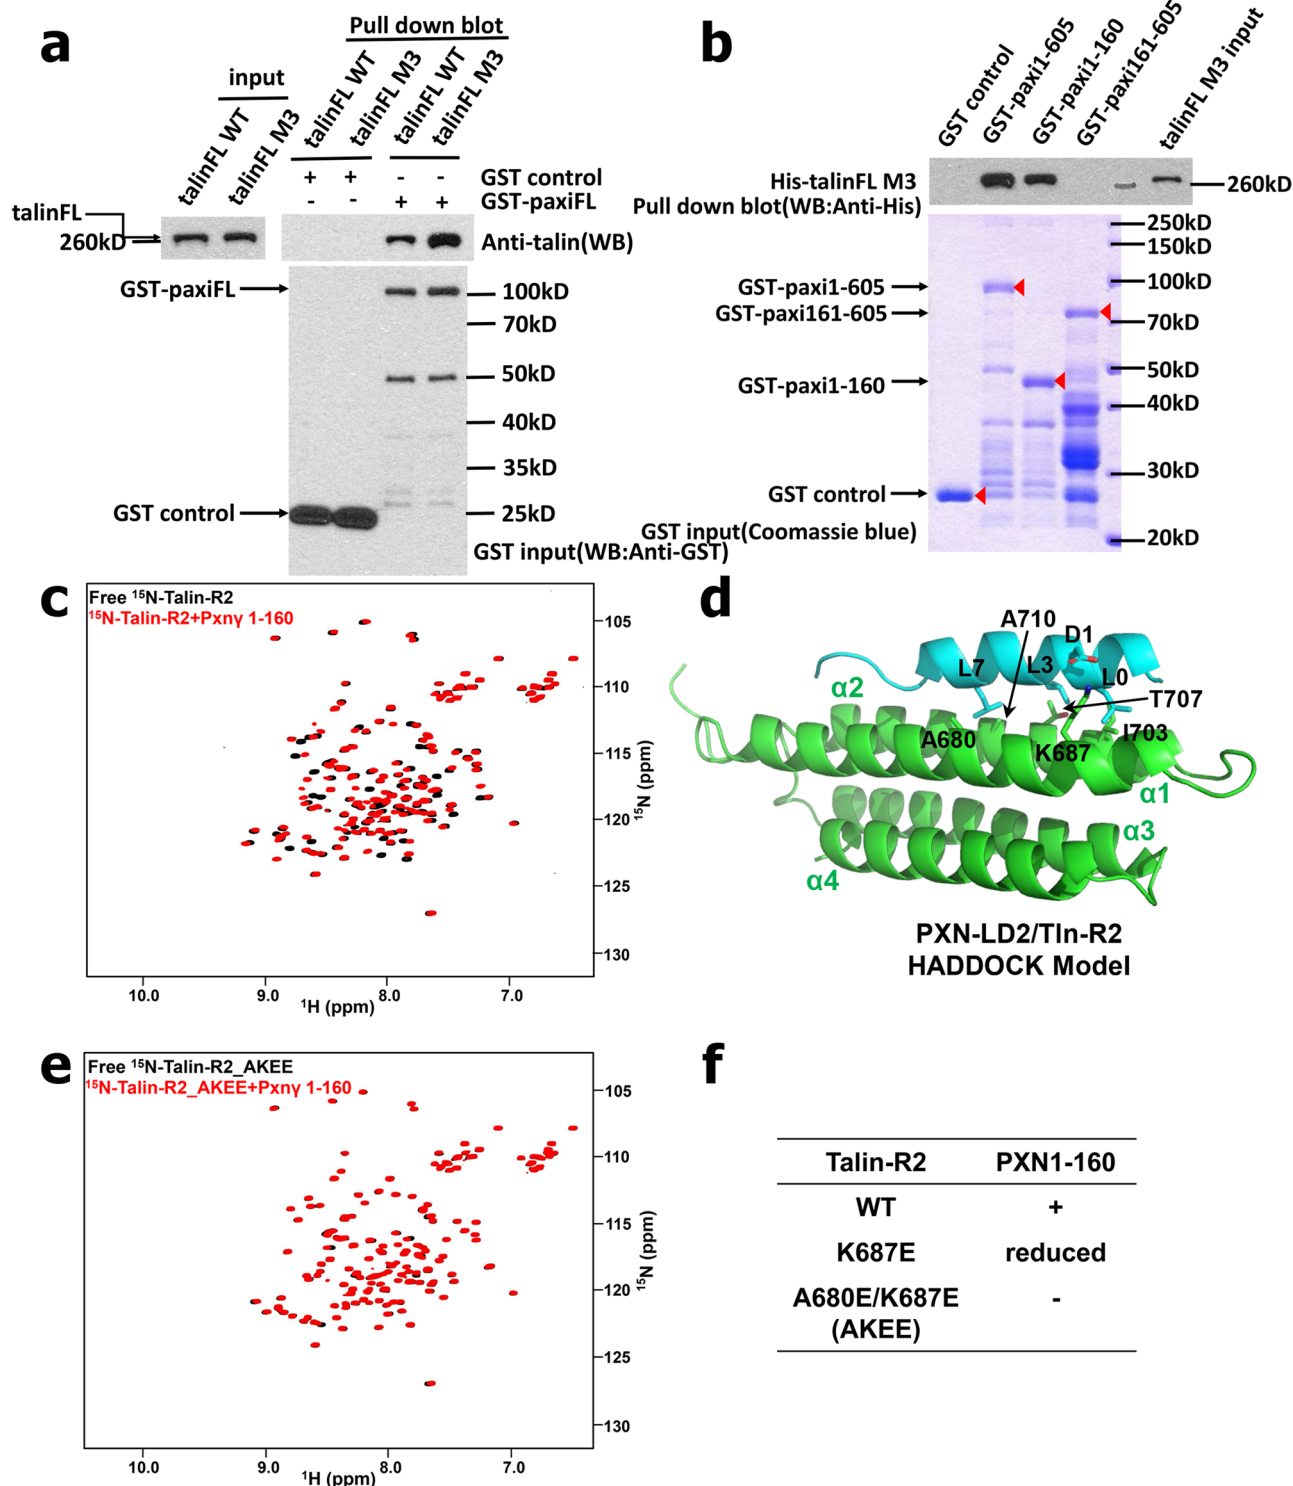 a
Pull down blot
input
talinFL WT
talinFL M3
talinFL WT
talinFL M3
talinFL WT
talinFL M3
+ + - - GST control
- - + + GST-paxiFL
talinFL
260kD
Anti-talin(WB)
GST-paxiFL
100kD
70kD
50kD
40kD
35kD
GST control
25kD
GST input(WB:Anti-GST)
b
GST control
GST-paxi1-605
GST-paxi1-160
GST-paxi161-605
talinFL M3 input
His-talinFL M3
260kD
Pull down blot(WB:Anti-His)
250kD
150kD
GST-paxi1-605
100kD
GST-paxi161-605
70kD
50kD
GST-paxi1-160
40kD
30kD
GST control
GST input(Coomassie blue)
20kD
c
Free ¹⁵N-Talin-R2
¹⁵N-Talin-R2+Pxnγ 1-160
105
110
115
120
125
130
¹⁵N (ppm)
10.0 9.0 8.0 7.0
¹H (ppm)
d
A710
D1
L7
L3
L0
α2
T707
A680
K687
I703
α1
α3
α4
PXN-LD2/Tln-R2
HADDOCK Model
e
Free ¹⁵N-Talin-R2_AKEE
¹⁵N-Talin-R2_AKEE+Pxnγ 1-160
105
110
115
120
125
130
¹⁵N (ppm)
10.0 9.0 8.0 7.0
¹H (ppm)
f
Talin-R2 PXN1-160
WT +
K687E reduced
A680E/K687E -
(AKEE)